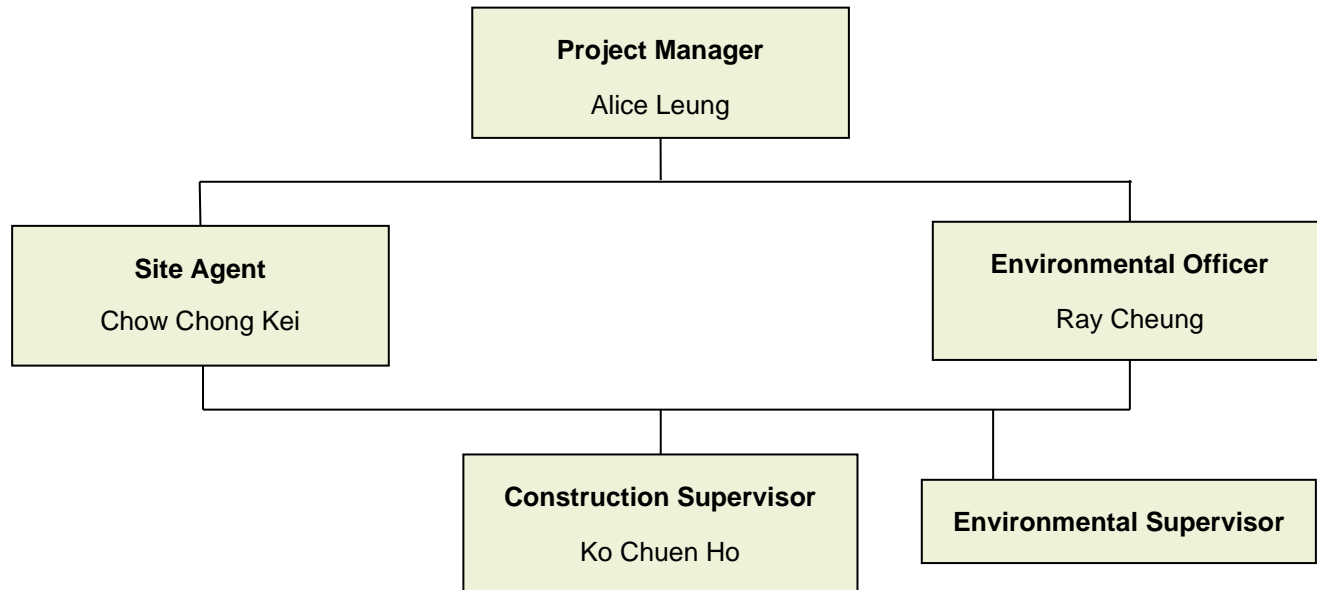 Project Manager
Alice Leung
Site Agent
Chow Chong Kei
Environmental Officer
Ray Cheung
Construction Supervisor
Ko Chuen Ho
Environmental Supervisor